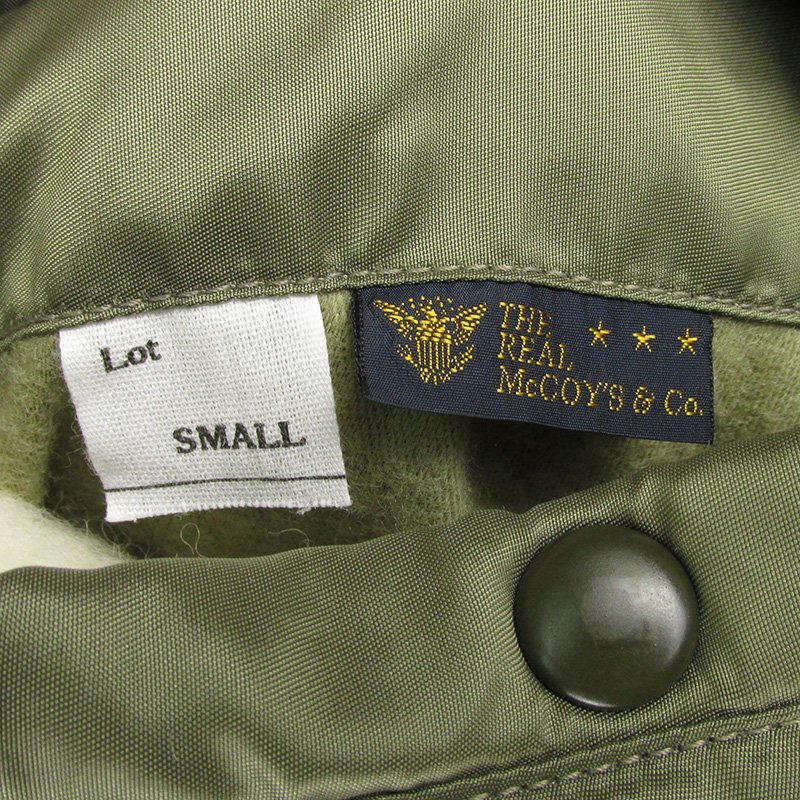 Lot
SMALL
THE
REAL
McCOY'S & Co.